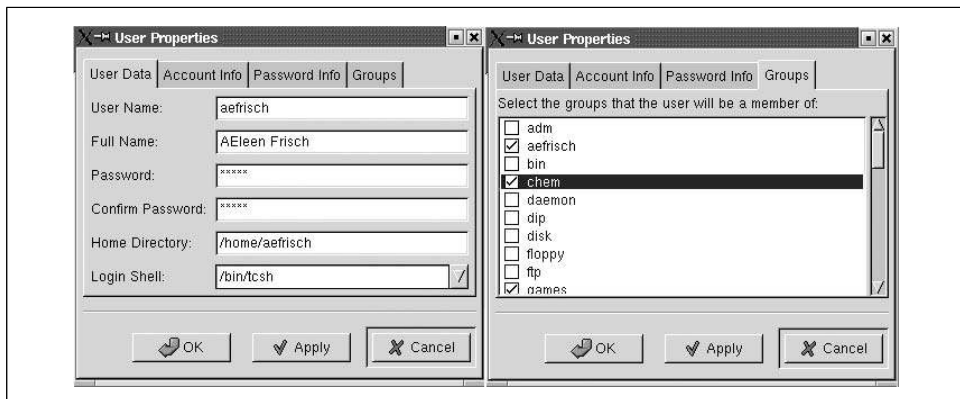 User Properties
User Data Account Info Password Info Groups
User Name: aefrisch
Full Name: AEleen Frisch
Password: *****
Confirm Password: *****
Home Directory: /home/aefrisch
Login Shell: /bin/tcsh
OK Apply Cancel
User Properties
User Data Account Info Password Info Groups
Select the groups that the user will be a member of:
adm
aefrisch
bin
chem
daemon
dip
disk
floppy
ftp
games
OK Apply Cancel